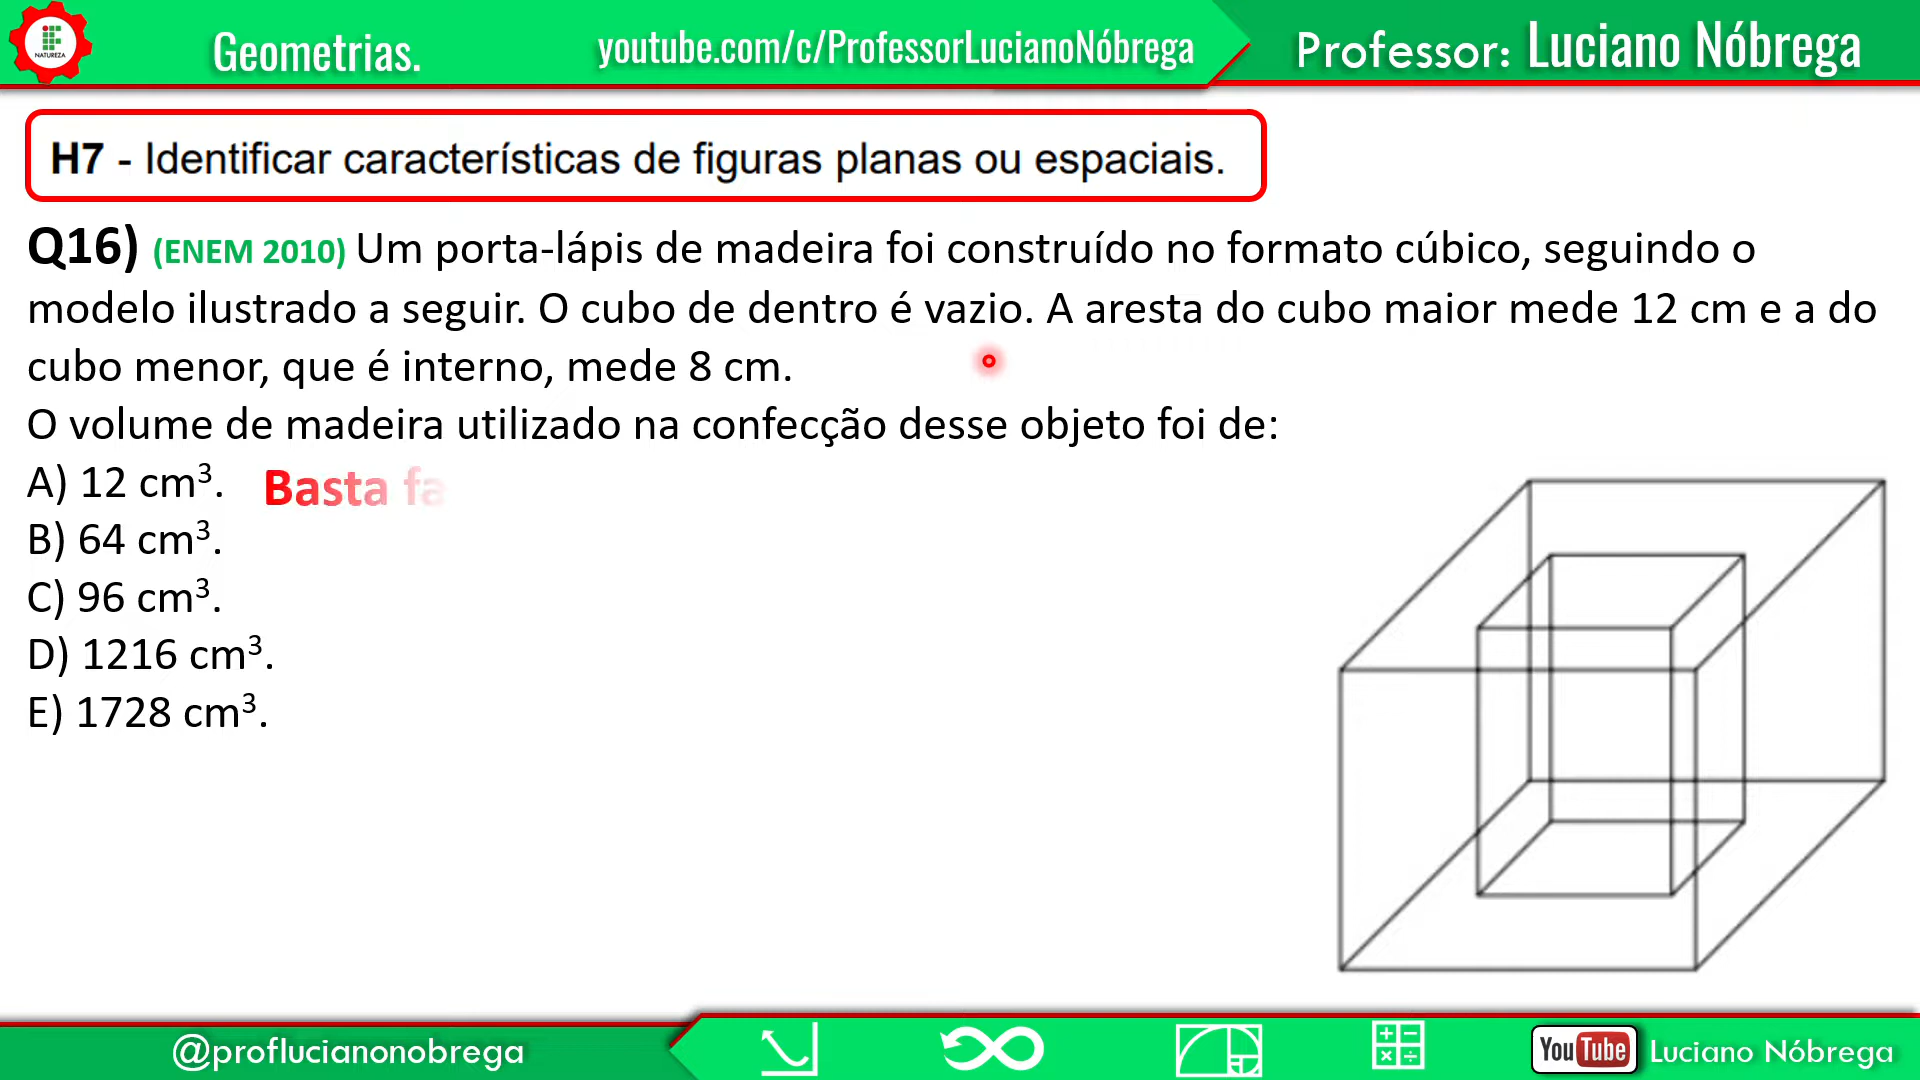 IF
NATUREZA
Geometrias.
youtube.com/c/ProfessorLucianoNóbrega
Professor: Luciano Nóbrega
H7 - Identificar características de figuras planas ou espaciais.
Q16) (ENEM 2010) Um porta-lápis de madeira foi construído no formato cúbico, seguindo o
modelo ilustrado a seguir. O cubo de dentro é vazio. A aresta do cubo maior mede 12 cm e a do
cubo menor, que é interno, mede 8 cm.
O volume de madeira utilizado na confecção desse objeto foi de:
A) 12 cm³. Basta fa
B) 64 cm³.
C) 96 cm³.
D) 1216 cm³.
E) 1728 cm³.
@proflucianonobrega
YouTube Luciano Nóbrega